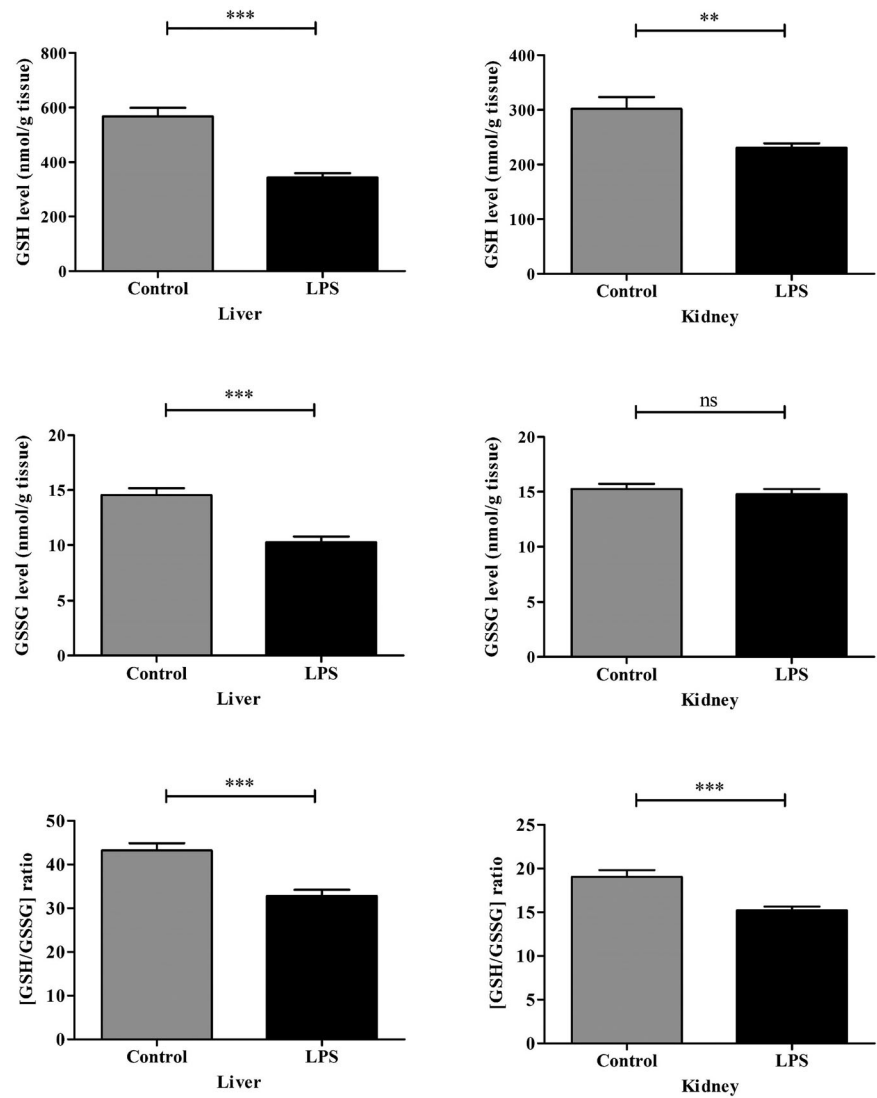 ***
GSH level (nmol/g tissue)
800
600
400
200
0
Control LPS
Liver
**
GSH level (nmol/g tissue)
400
300
200
100
0
Control LPS
Kidney
***
GSSG level (nmol/g tissue)
20
15
10
5
0
Control LPS
Liver
ns
GSSG level (nmol/g tissue)
20
15
10
5
0
Control LPS
Kidney
***
[GSH/GSSG] ratio
50
40
30
20
10
0
Control LPS
Liver
***
[GSH/GSSG] ratio
25
20
15
10
5
0
Control LPS
Kidney